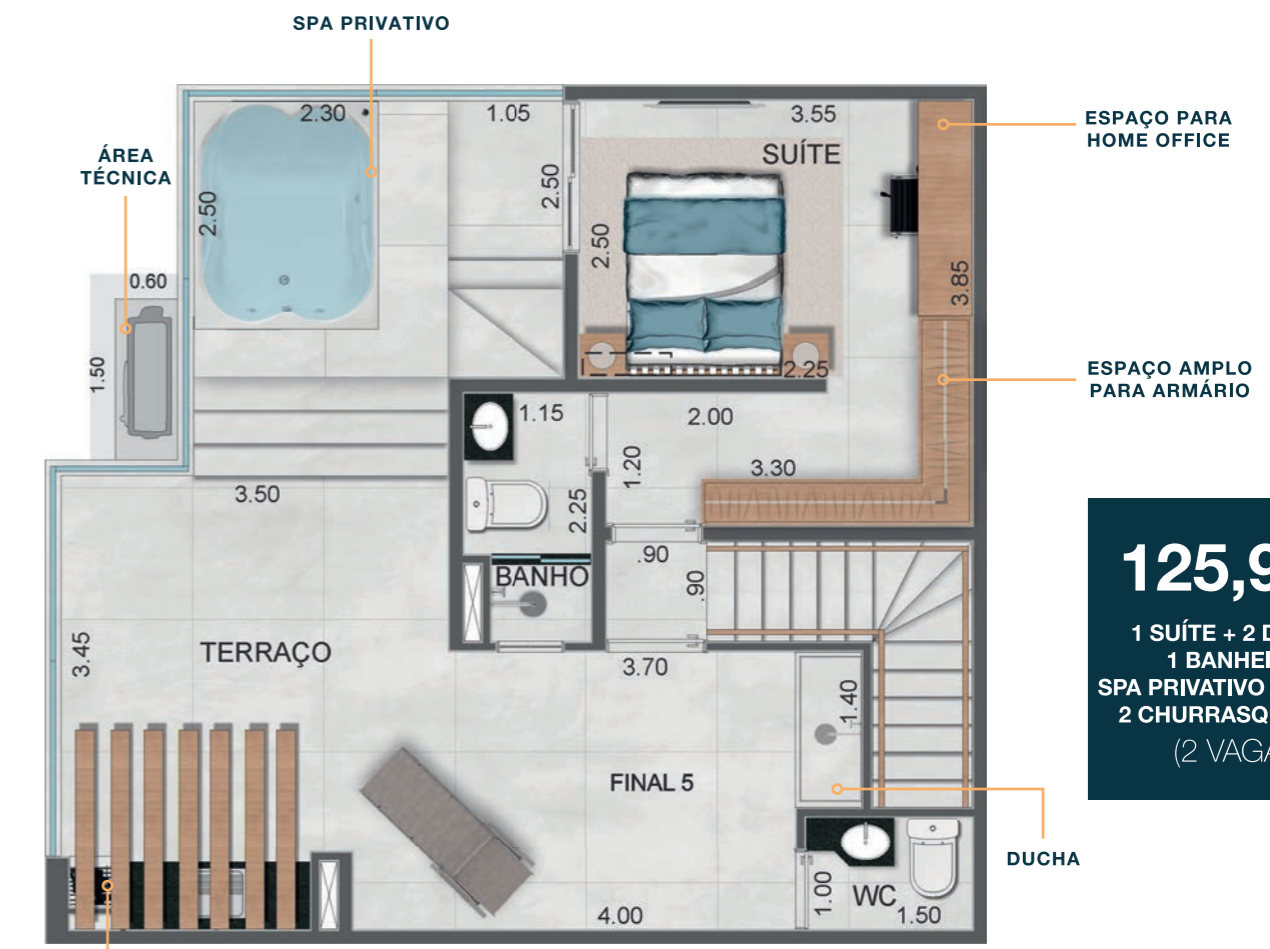 SPA PRIVATIVO
2.30
1.05
3.55
ESPAÇO PARA
HOME OFFICE
SUÍTE
ÁREA
TÉCNICA
2.50
2.50
2.50
0.60
3.85
1.50
2.25
ESPAÇO AMPLO
PARA ARMÁRIO
1.15
2.00
1.20
3.30
3.50
2.25
.90
.90
BANHO
125,9
1 SUÍTE + 2 D
1 BANHEI
SPA PRIVATIVO
2 CHURRASQU
(2 VAGA
TERRAÇO
3.45
3.70
1.40
FINAL 5
DUCHA
1.00
WC
1.50
4.00